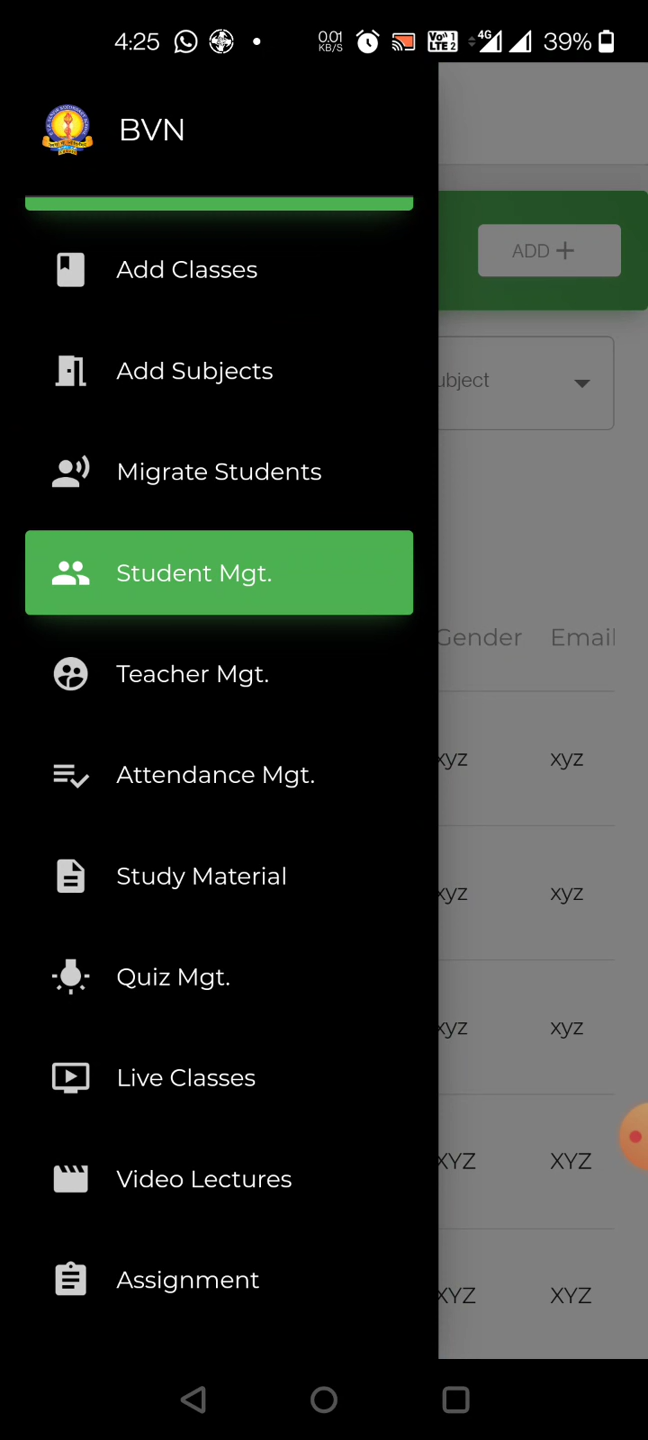 4:25 0.01 KB/S Vo)) 1 LTE 2 4G 39%
BVN
ADD
Add Classes
Add Subjects
ubject
Migrate Students
Student Mgt.
Gender Email
Teacher Mgt.
xyz xyz
Attendance Mgt.
Study Material
xyz xyz
Quiz Mgt.
xyz xyz
Live Classes
Video Lectures
XYZ XYZ
Assignment
XYZ XYZ